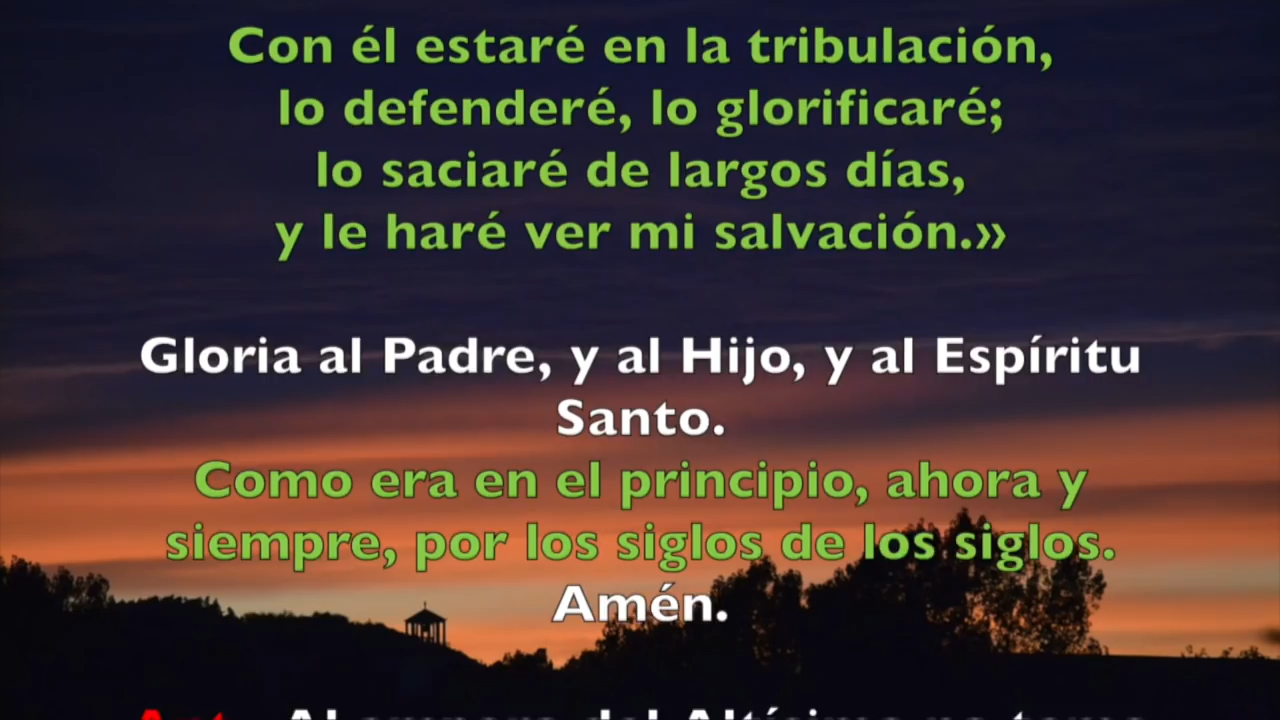 Con él estaré en la tribulación,
lo defenderé, lo glorificaré;
lo saciaré de largos días,
y le haré ver mi salvación.»
Gloria al Padre, y al Hijo, y al Espíritu
Santo.
Como era en el principio, ahora y
siempre, por los siglos de los siglos.
Amén.